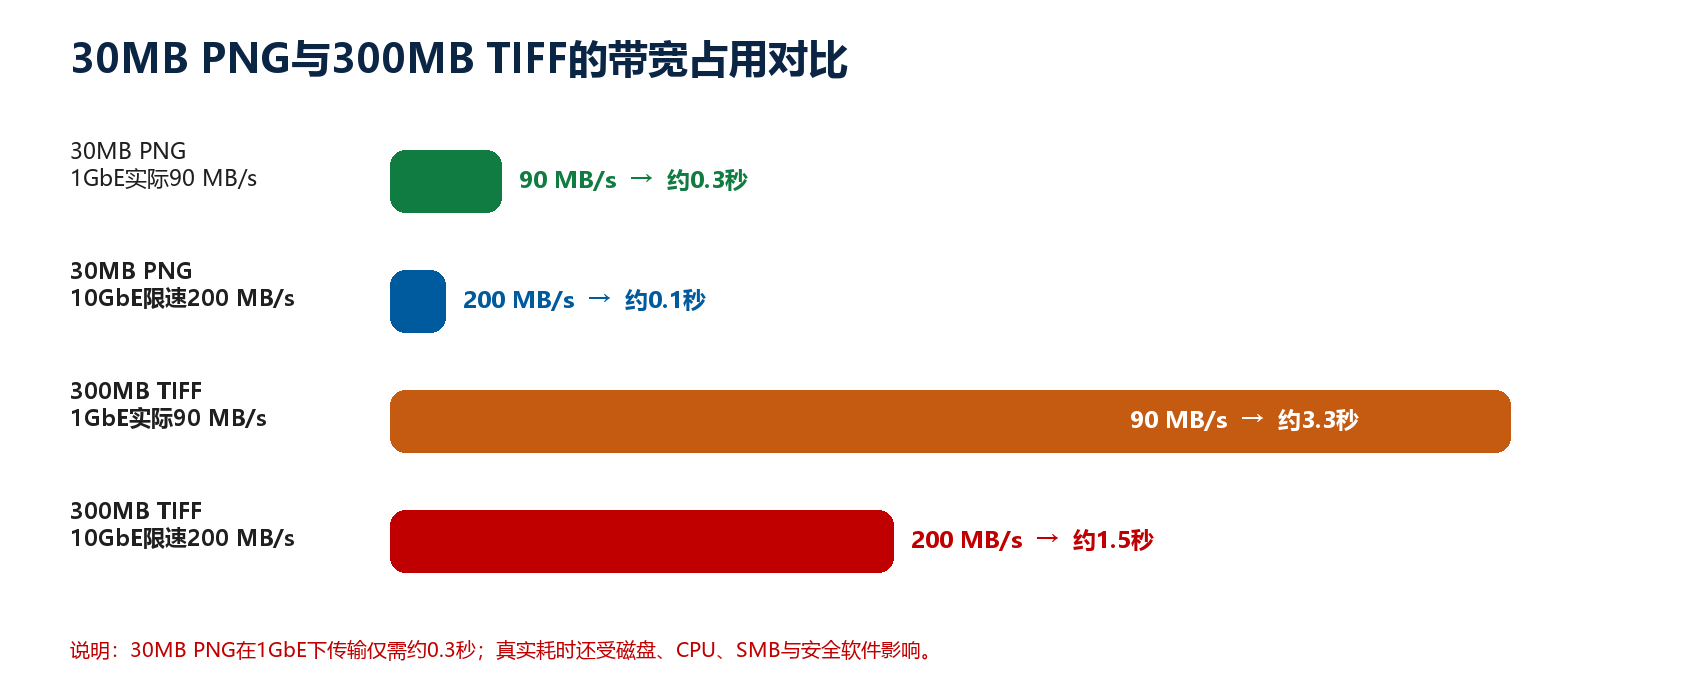 30MB PNG与300MB TIFF的带宽占用对比
30MB PNG
1GbE实际90 MB/s
90 MB/s → 约0.3秒
30MB PNG
10GbE限速200 MB/s
200 MB/s → 约0.1秒
300MB TIFF
1GbE实际90 MB/s
90 MB/s → 约3.3秒
300MB TIFF
10GbE限速200 MB/s
200 MB/s → 约1.5秒
说明：30MB PNG在1GbE下传输仅需约0.3秒；真实耗时还受磁盘、CPU、SMB与安全软件影响。